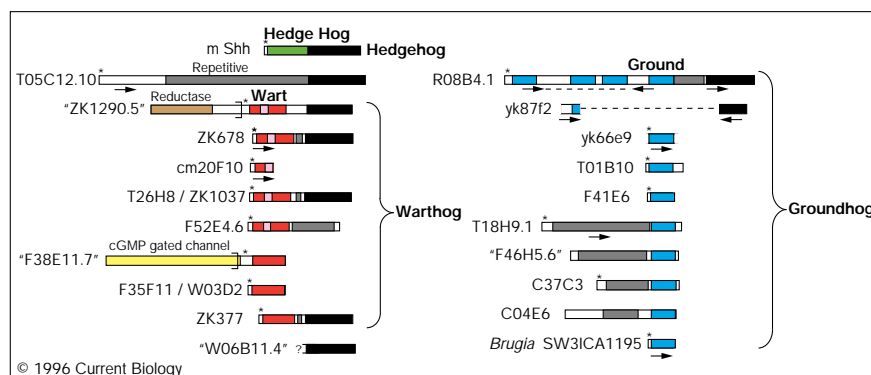 Hedge Hog
m Shh
Hedgehog
Repetitive
T05C12.10
Reductase
Wart
"ZK1290.5"
ZK678
cm20F10
T26H8 / ZK1037
F52E4.6
cGMP gated channel
"F38E11.7"
F35F11 / W03D2
ZK377
"W06B11.4"
?
Warthog
© 1996 Current Biology
Ground
R08B4.1
yk87f2
yk66e9
T01B10
F41E6
T18H9.1
"F46H5.6"
C37C3
C04E6
Brugia SW3ICA1195
Groundhog